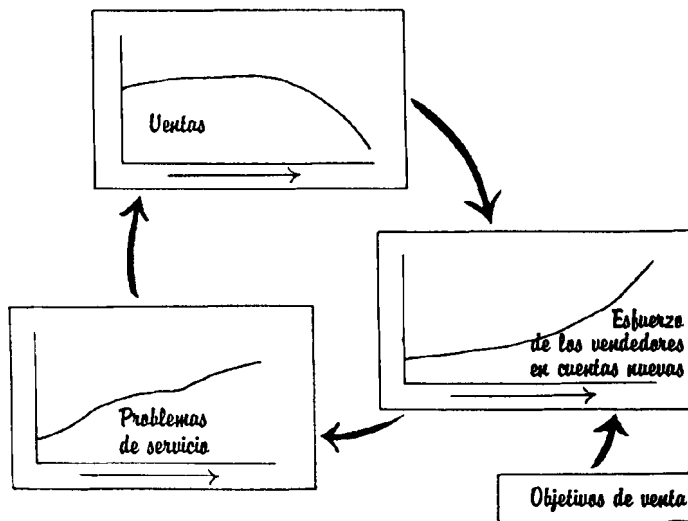 Ventas
Esfuerzo
de los vendedores
en cuentas nuevas
Problemas
de servicio
Objetivos de venta